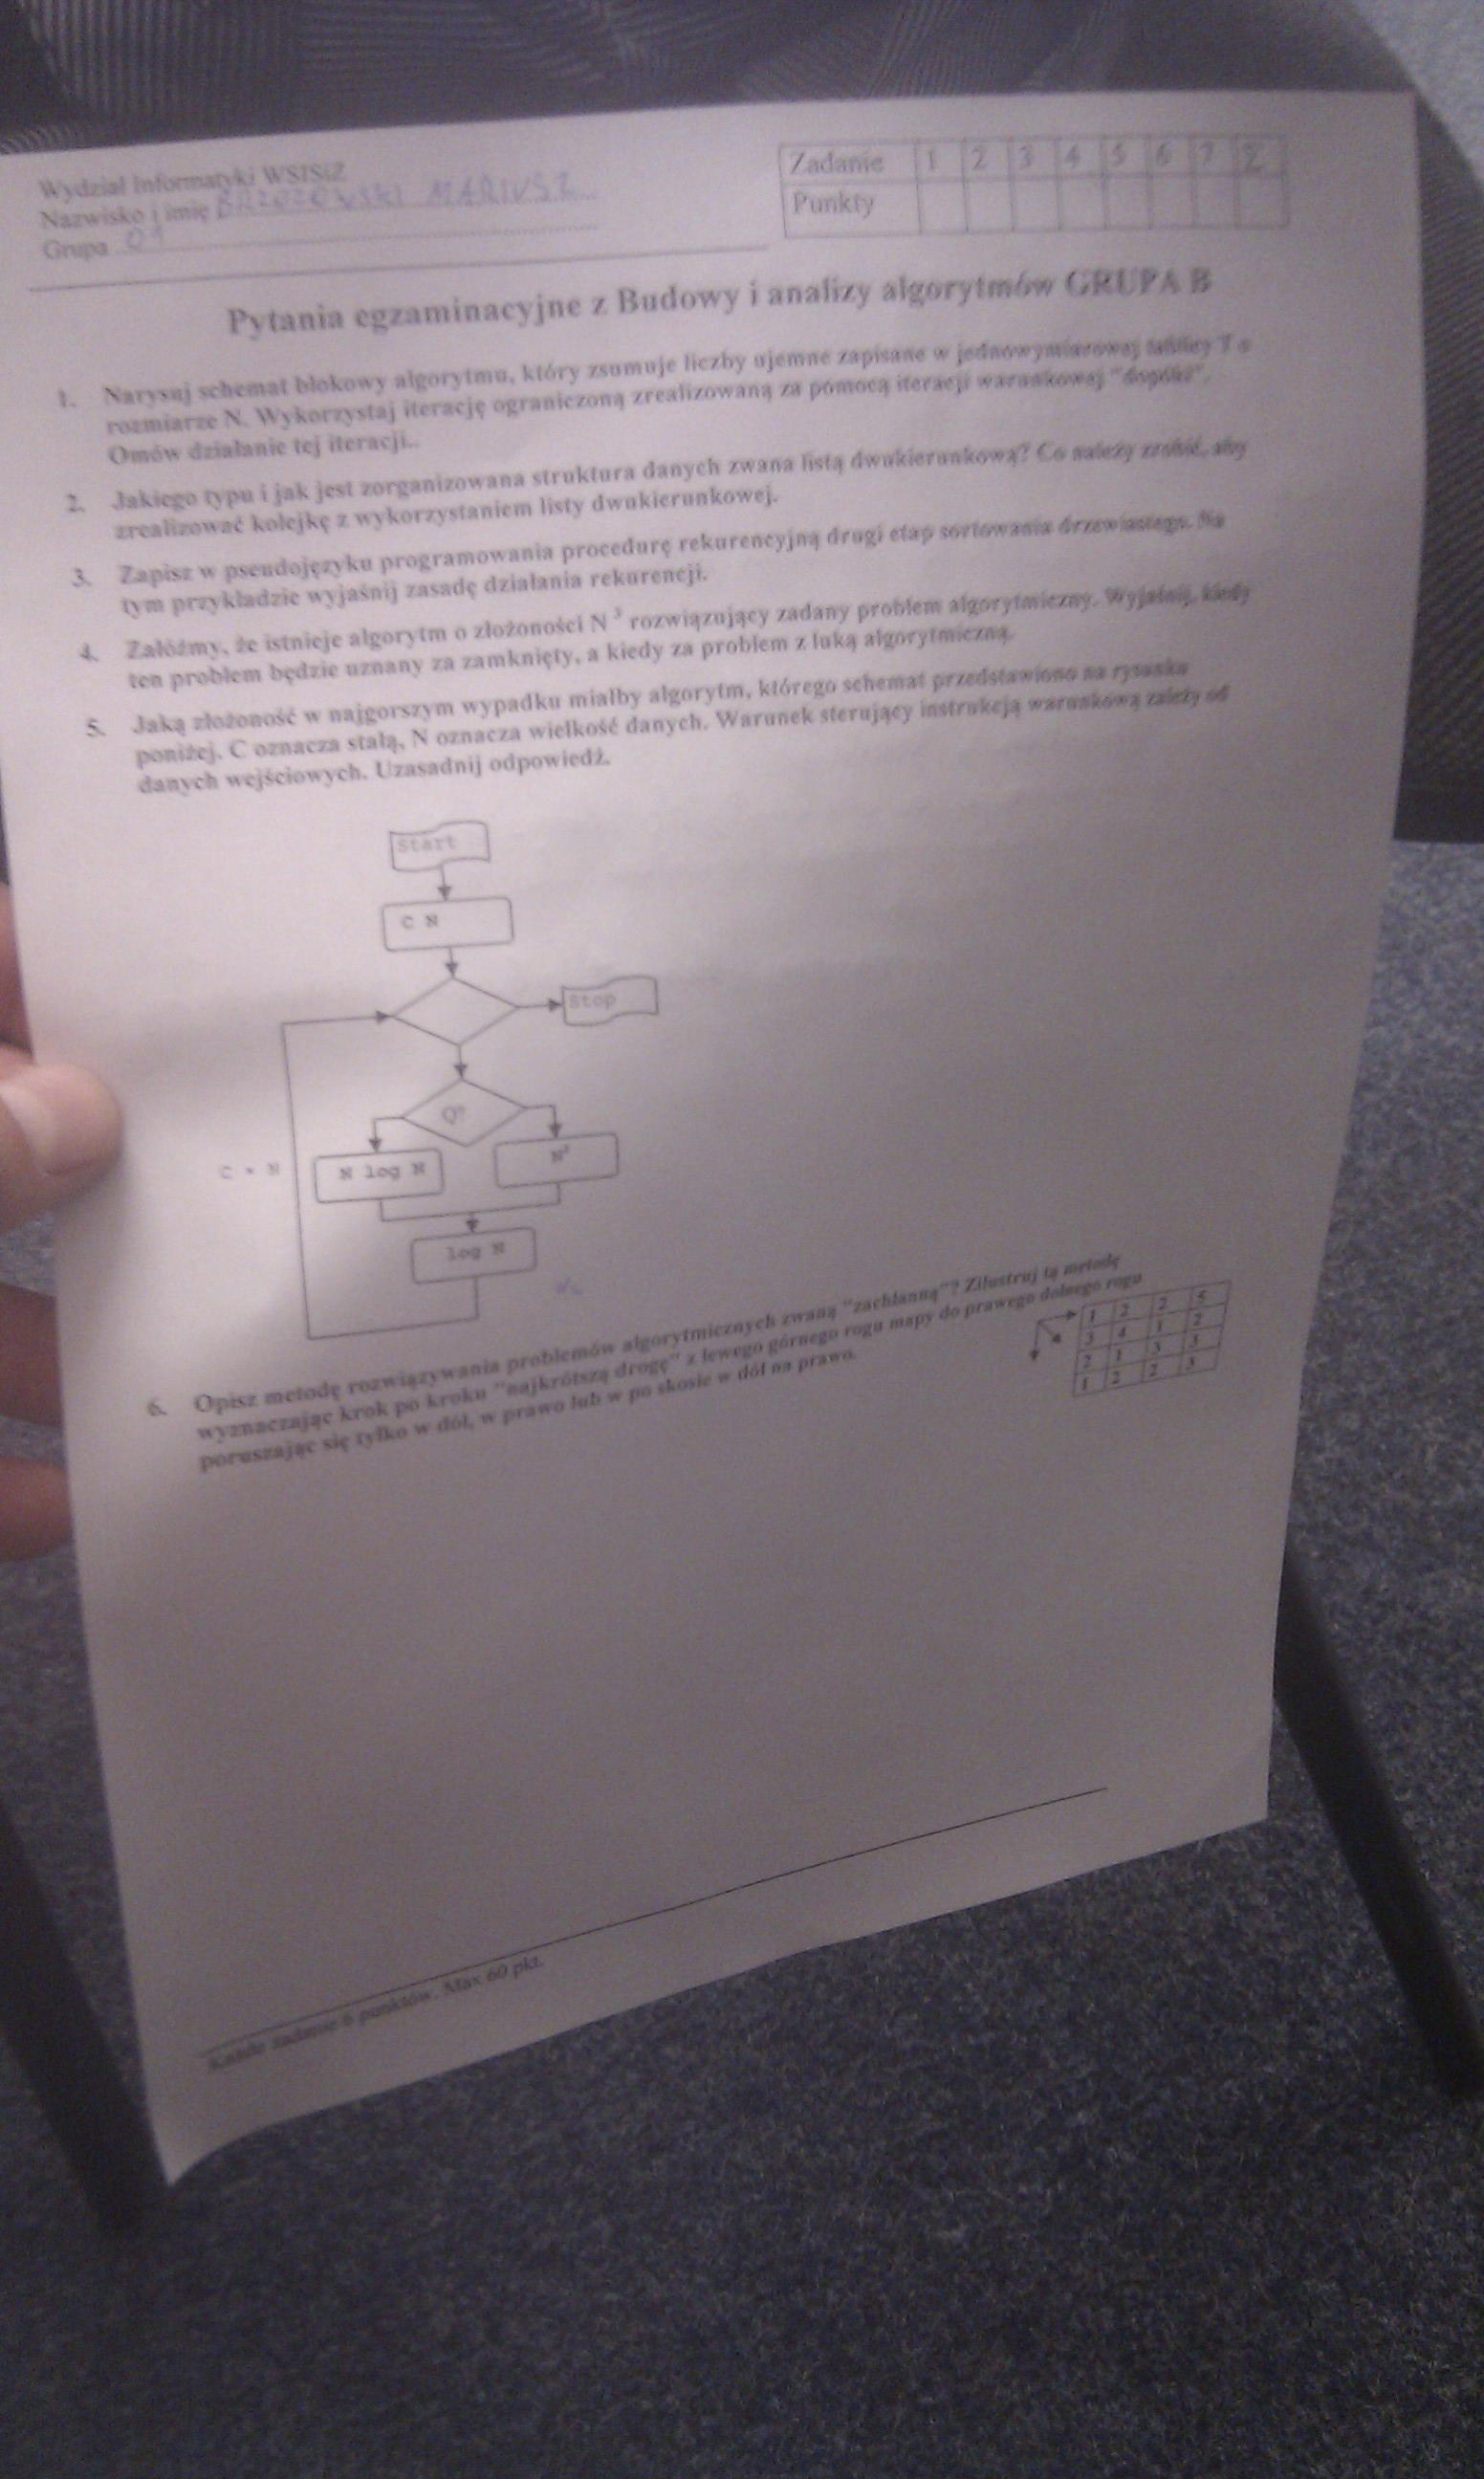 Wydział Informatyki WSISiZ
Nazwisko i imię BRZOZOWSKI MARIUSZ
Grupa 01
Zadanie 1 2 3 4 5 6 7 Σ
Punkty
Pytania egzaminacyjne z Budowy i analizy algorytmów GRUPA B
1. Narysuj schemat blokowy algorytmu, który zsumuje liczby ujemne zapisane w jednowymiarowej tablicy T o
rozmiarze N. Wykorzystaj iterację ograniczoną zrealizowaną za pomocą iteracji warunkowej "dopóki".
Omów działanie tej iteracji..
2. Jakiego typu i jak jest zorganizowana struktura danych zwana listą dwukierunkową? Co należy zrobić, aby
zrealizować kolejkę z wykorzystaniem listy dwukierunkowej.
3. Zapisz w pseudojęzyku programowania procedurę rekurencyjną drugi etap sortowania drzewiastego. Na
tym przykładzie wyjaśnij zasadę działania rekurencji.
4. Załóżmy, że istnieje algorytm o złożoności N³ rozwiązujący zadany problem algorytmiczny. Wyjaśnij, kiedy
ten problem będzie uznany za zamknięty, a kiedy za problem z luką algorytmiczną.
5. Jaką złożoność w najgorszym wypadku miałby algorytm, którego schemat przedstawiono na rysunku
poniżej. C oznacza stałą, N oznacza wielkość danych. Warunek sterujący instrukcją warunkową zależy od
danych wejściowych. Uzasadnij odpowiedź.
Start
C N
Stop
Q?
C * N
N log N
log N
6. Opisz metodę rozwiązywania problemów algorytmicznych zwaną "zachłanną"? Zilustruj tą metodę
wyznaczając krok po kroku "najkrótszą drogę" z lewego górnego rogu mapy do prawego dolnego rogu
poruszając się tylko w dół, w prawo lub w po skosie w dół na prawo.
1 2 2 5
3 4 1 2
2 1 3 3
1 2 2 3
Każde zadanie 6 punktów. Max 60 pkt.